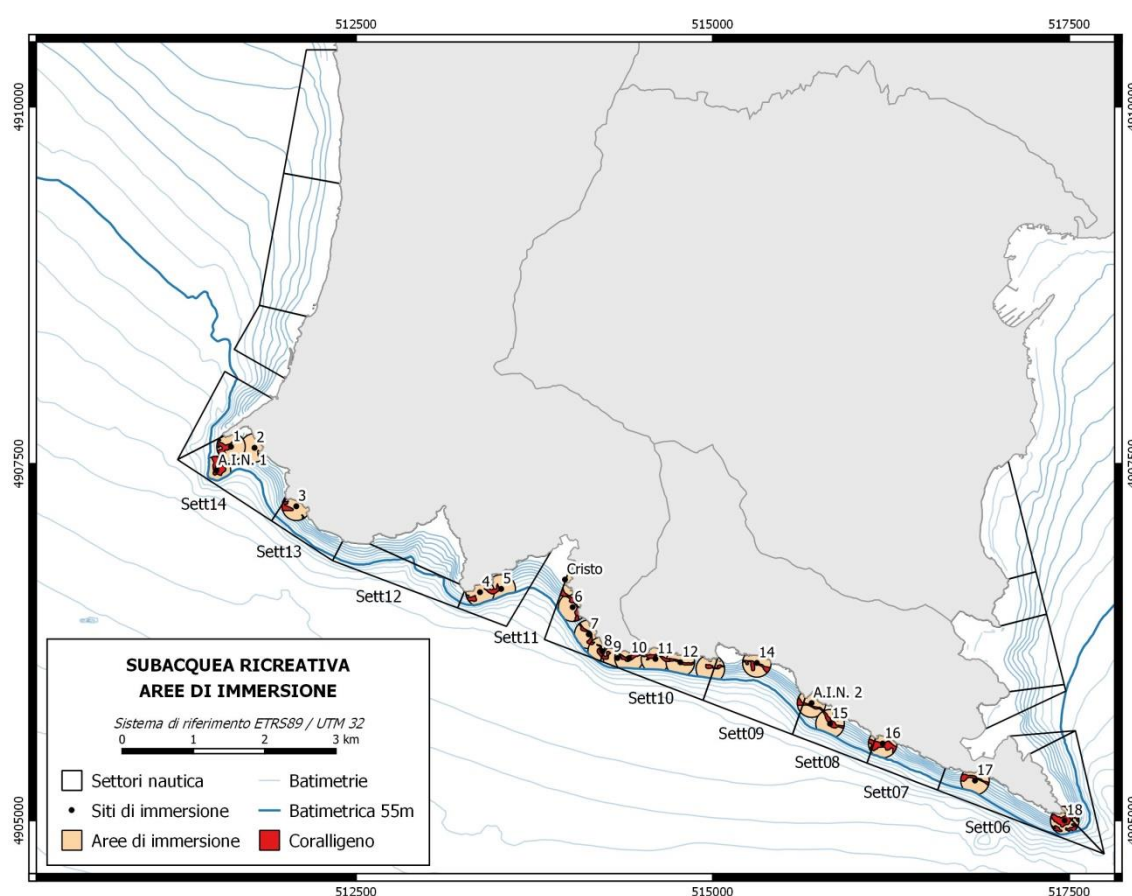 512500 515000 517500
4910000 4910000
4907500 4907500
4905000 4905000
1 2
A.I.N. 1
Sett14
3
Sett13
Sett12
4 5
Sett11
Cristo
6
7
8 9 10 11 12
14
Sett10
A.I.N. 2
15
Sett09
16
Sett08
17
Sett07
18
Sett06
SUBACQUEA RICREATIVA
AREE DI IMMERSIONE
Sistema di riferimento ETRS89 / UTM 32
0 1 2 3 km
Settori nautica Batimetrie
Siti di immersione Batimetrica 55m
Aree di immersione Coralligeno
512500 515000 517500